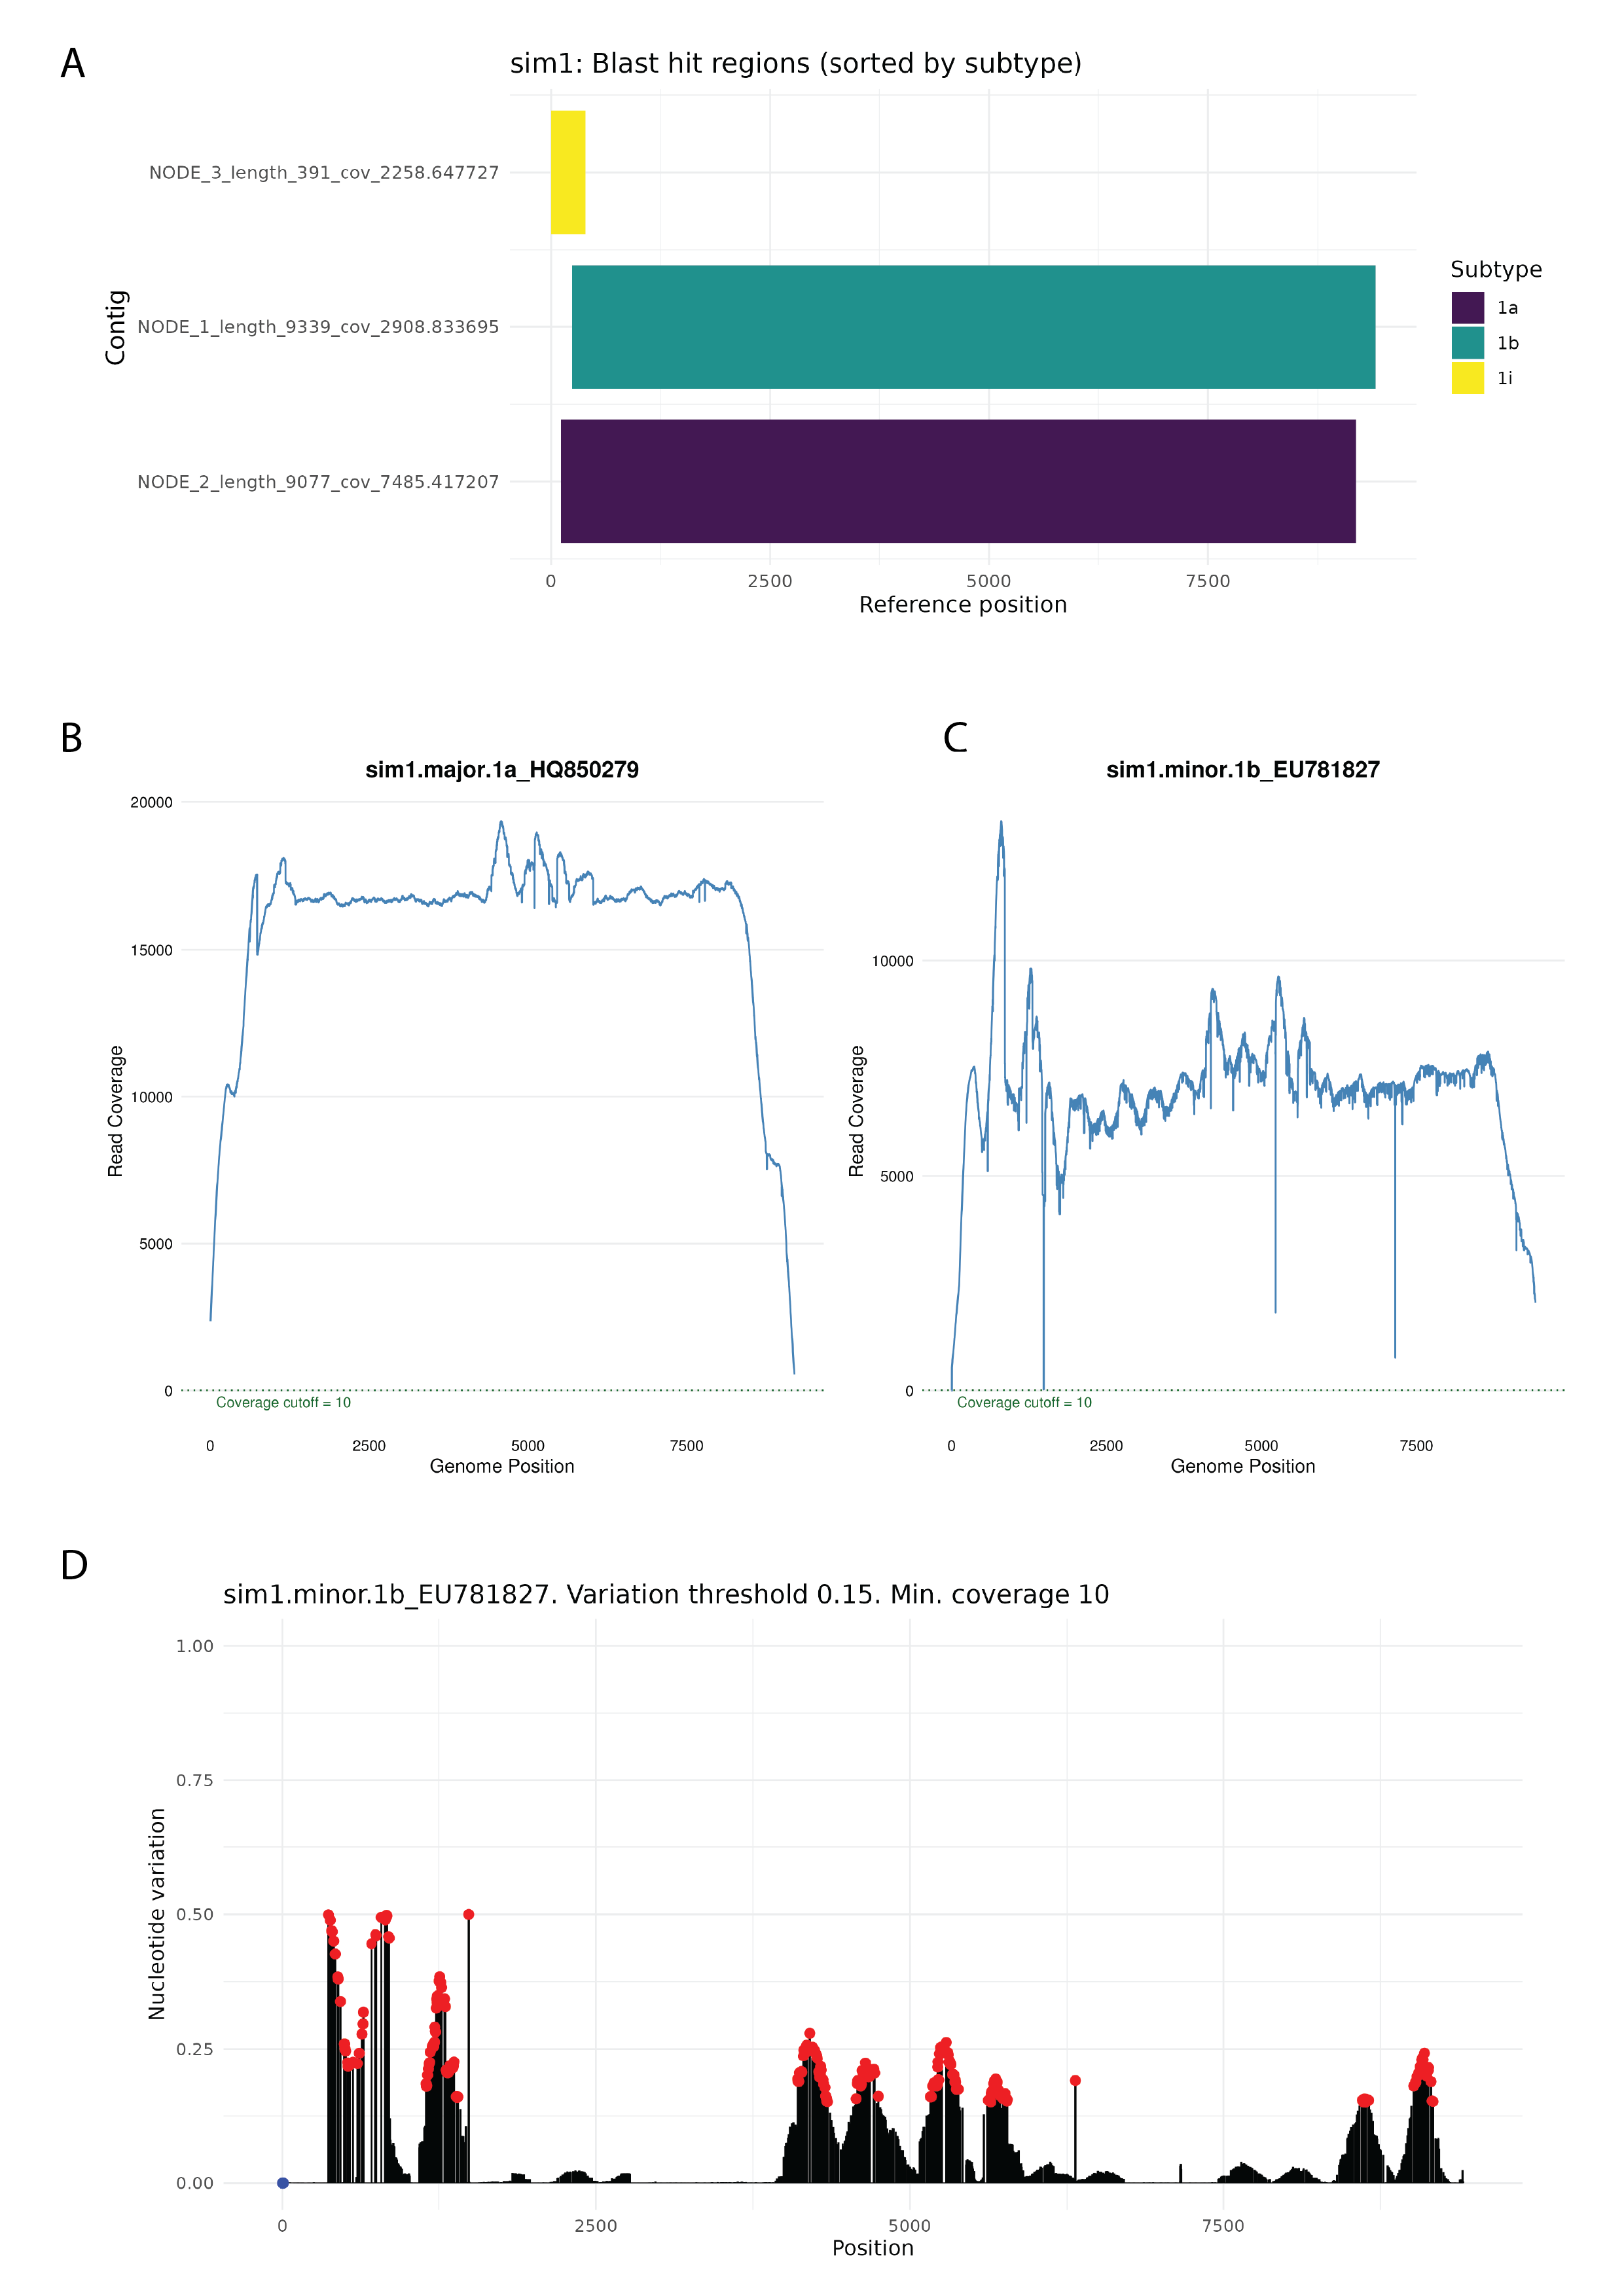 A
sim1: Blast hit regions (sorted by subtype)
NODE_3_length_391_cov_2258.647727
NODE_1_length_9339_cov_2908.833695
NODE_2_length_9077_cov_7485.417207
Contig
0 2500 5000 7500
Reference position
Subtype
1a
1b
1i
B
sim1.major.1a_HQ850279
20000
15000
10000
5000
0
Read Coverage
Coverage cutoff = 10
0 2500 5000 7500
Genome Position
C
sim1.minor.1b_EU781827
10000
5000
0
Read Coverage
Coverage cutoff = 10
0 2500 5000 7500
Genome Position
D
sim1.minor.1b_EU781827. Variation threshold 0.15. Min. coverage 10
1.00
0.75
0.50
0.25
0.00
Nucleotide variation
0 2500 5000 7500
Position